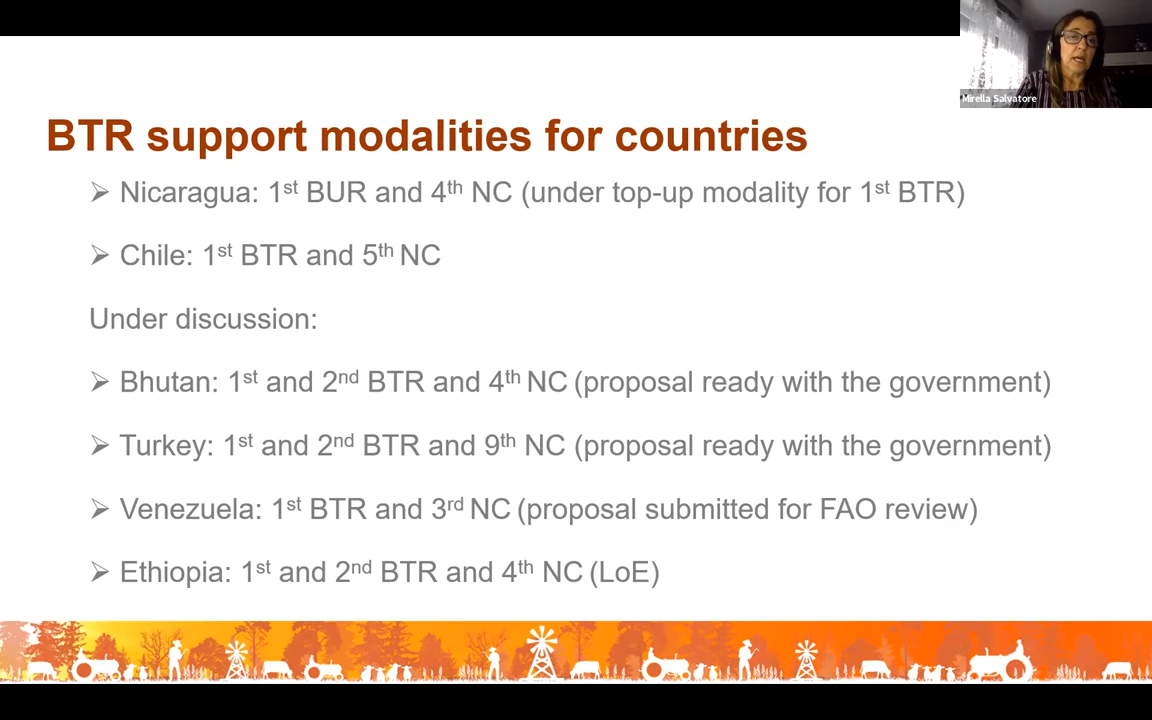 Mirella Salvatore
BTR support modalities for countries
➢ Nicaragua: 1st BUR and 4th NC (under top-up modality for 1st BTR)
➢ Chile: 1st BTR and 5th NC
Under discussion:
➢ Bhutan: 1st and 2nd BTR and 4th NC (proposal ready with the government)
➢ Turkey: 1st and 2nd BTR and 9th NC (proposal ready with the government)
➢ Venezuela: 1st BTR and 3rd NC (proposal submitted for FAO review)
➢ Ethiopia: 1st and 2nd BTR and 4th NC (LoE)